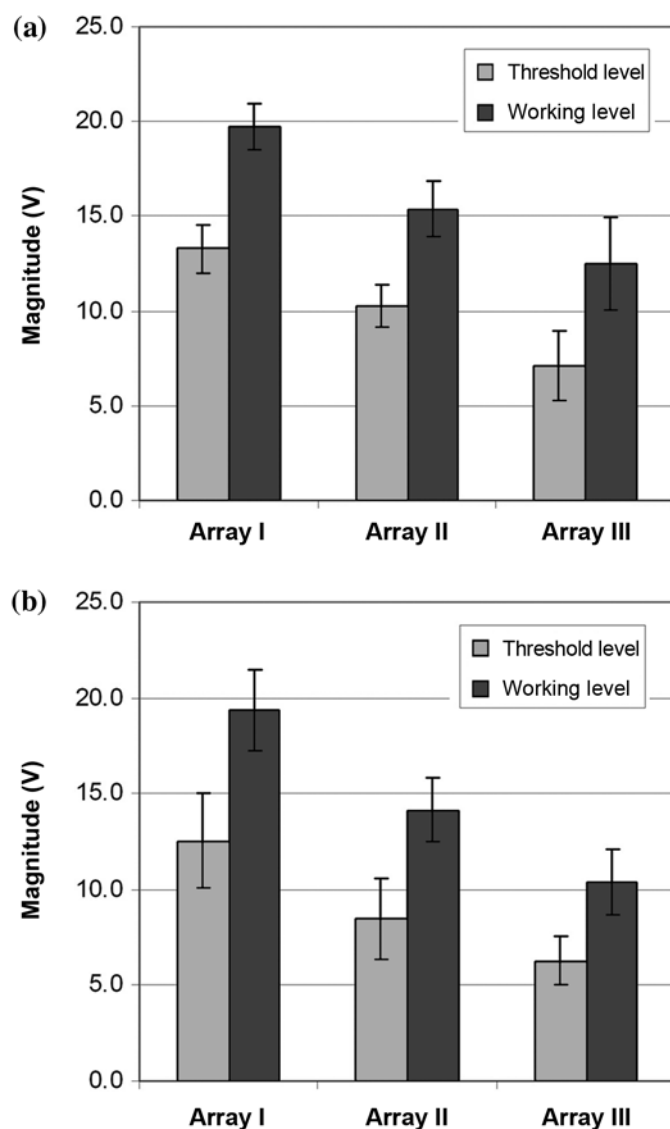 (a)
25.0
20.0
15.0
10.0
5.0
0.0
Magnitude (V)
Threshold level
Working level
Array I Array II Array III
(b)
25.0
20.0
15.0
10.0
5.0
0.0
Magnitude (V)
Threshold level
Working level
Array I Array II Array III